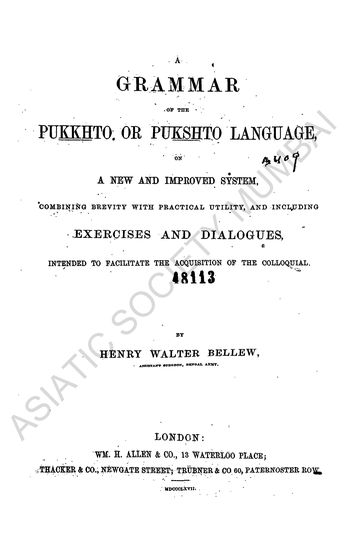 A
GRAMMAR
OF THE
PUKKHTO, OR PUKSHTO LANGUAGE,
ON
A NEW AND IMPROVED SYSTEM,
COMBINING BREVITY WITH PRACTICAL UTILITY, AND INCLUDING
EXERCISES AND DIALOGUES,
INTENDED TO FACILITATE THE ACQUISITION OF THE COLLOQUIAL.
48113
BY
HENRY WALTER BELLEW,
ASSISTANT SURGEON, BENGAL ARMY.
LONDON:
WM. H. ALLEN & CO., 13 WATERLOO PLACE;
THACKER & CO., NEWGATE STREET; TRÜBNER & CO 60, PATERNOSTER ROW.
MDCCCLXVII.
ASIATIC SOCIETY MUMBAI